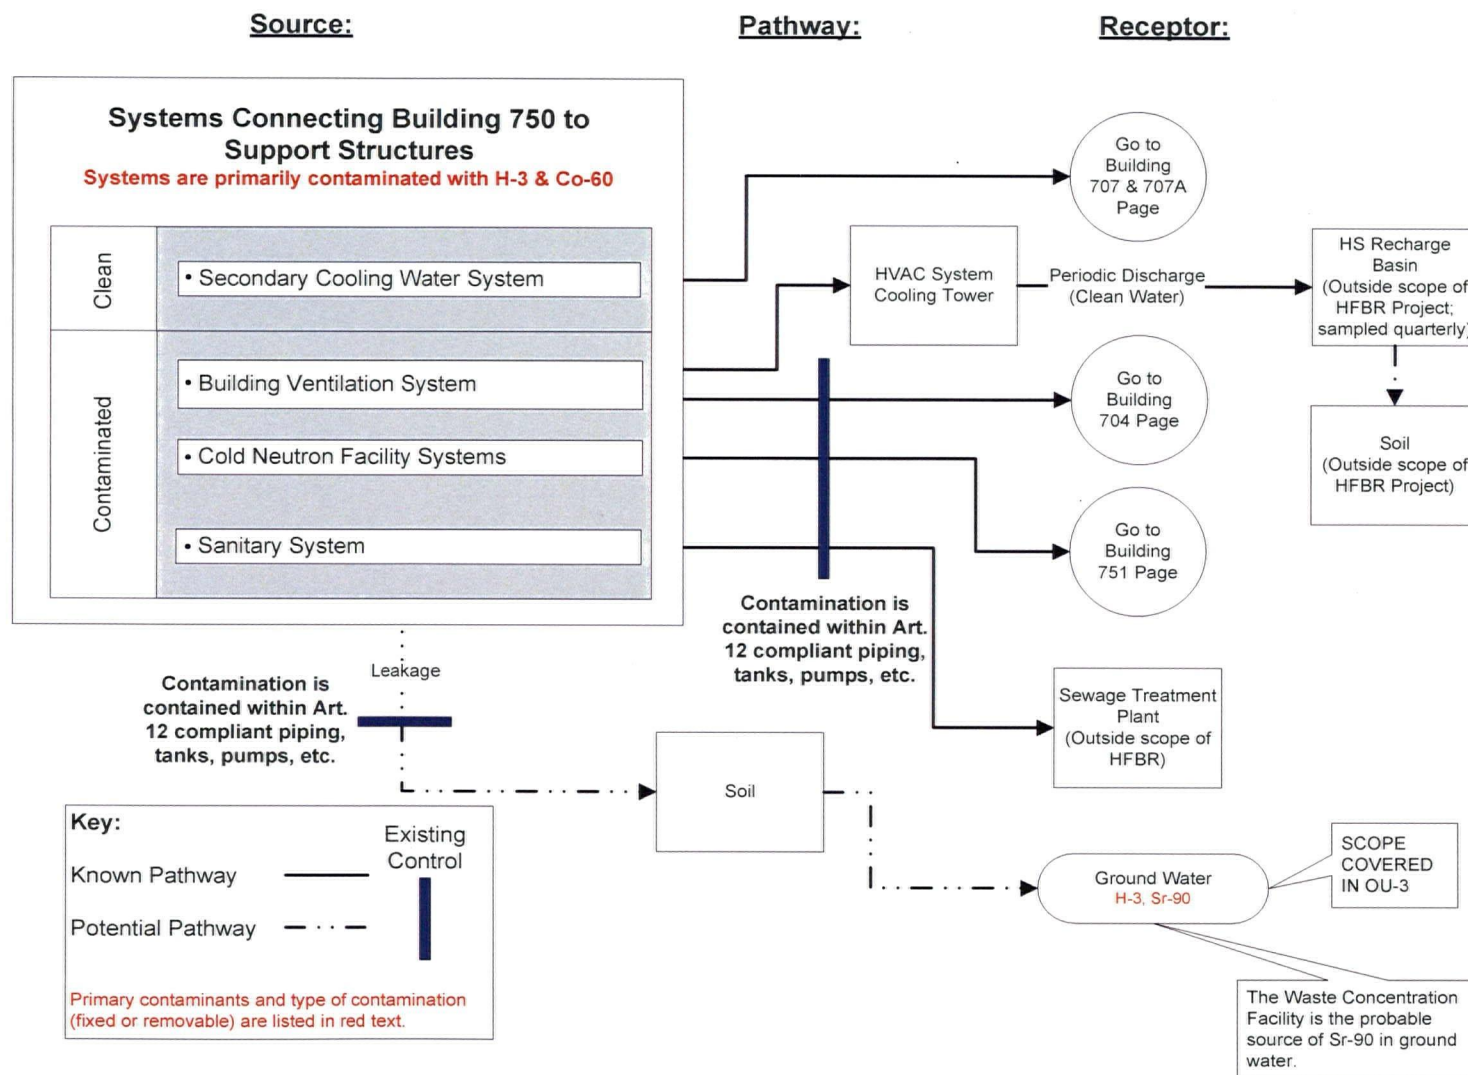 Source:
Pathway:
Receptor:
Systems Connecting Building 750 to
Support Structures
Systems are primarily contaminated with H-3 & Co-60
Clean
• Secondary Cooling Water System
Contaminated
• Building Ventilation System
• Cold Neutron Facility Systems
• Sanitary System
Go to
Building
707 & 707A
Page
HVAC System
Cooling Tower
Periodic Discharge
(Clean Water)
HS Recharge
Basin
(Outside scope of
HFBR Project;
sampled quarterly)
Go to
Building
704 Page
Soil
(Outside scope of
HFBR Project)
Go to
Building
751 Page
Contamination is
contained within Art.
12 compliant piping,
tanks, pumps, etc.
Sewage Treatment
Plant
(Outside scope of
HFBR)
Leakage
Contamination is
contained within Art.
12 compliant piping,
tanks, pumps, etc.
Soil
Ground Water
H-3, Sr-90
SCOPE
COVERED
IN OU-3
The Waste Concentration
Facility is the probable
source of Sr-90 in ground
water.
Key:
Existing
Control
Known Pathway
Potential Pathway
Primary contaminants and type of contamination
(fixed or removable) are listed in red text.